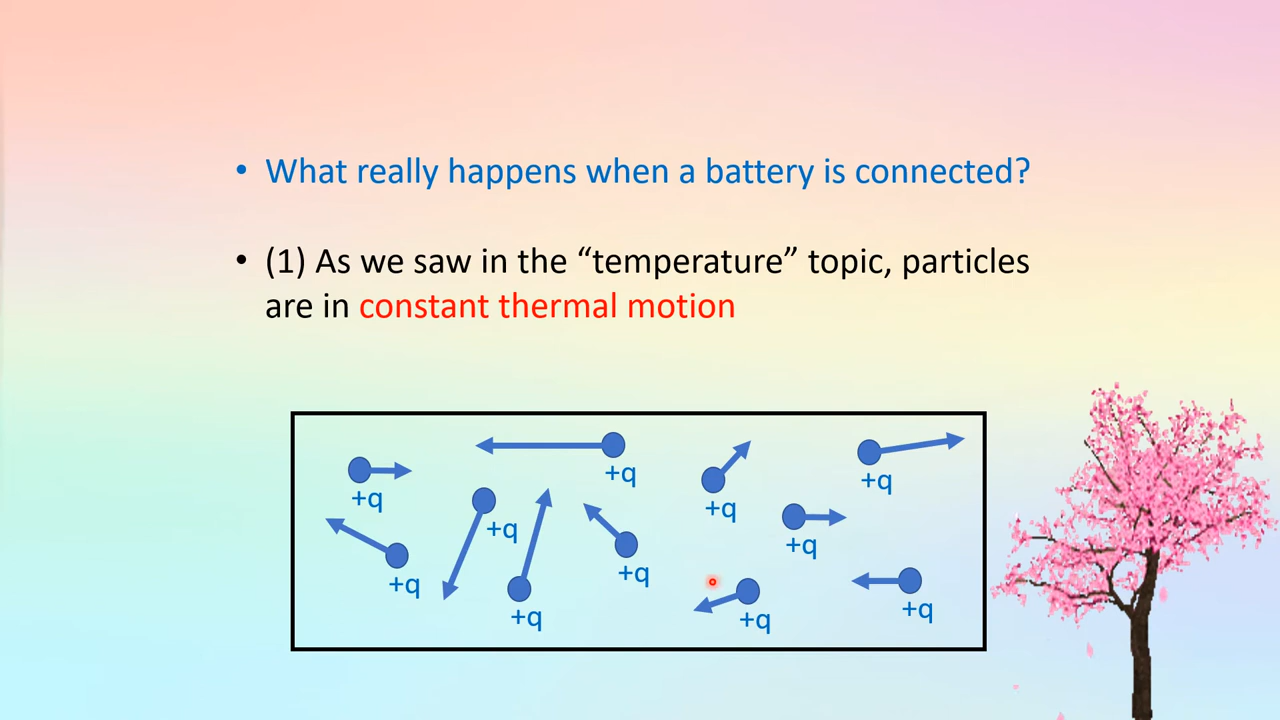 • What really happens when a battery is connected?
• (1) As we saw in the “temperature” topic, particles
are in constant thermal motion
+q
+q
+q
+q
+q
+q
+q
+q
+q
+q
+q